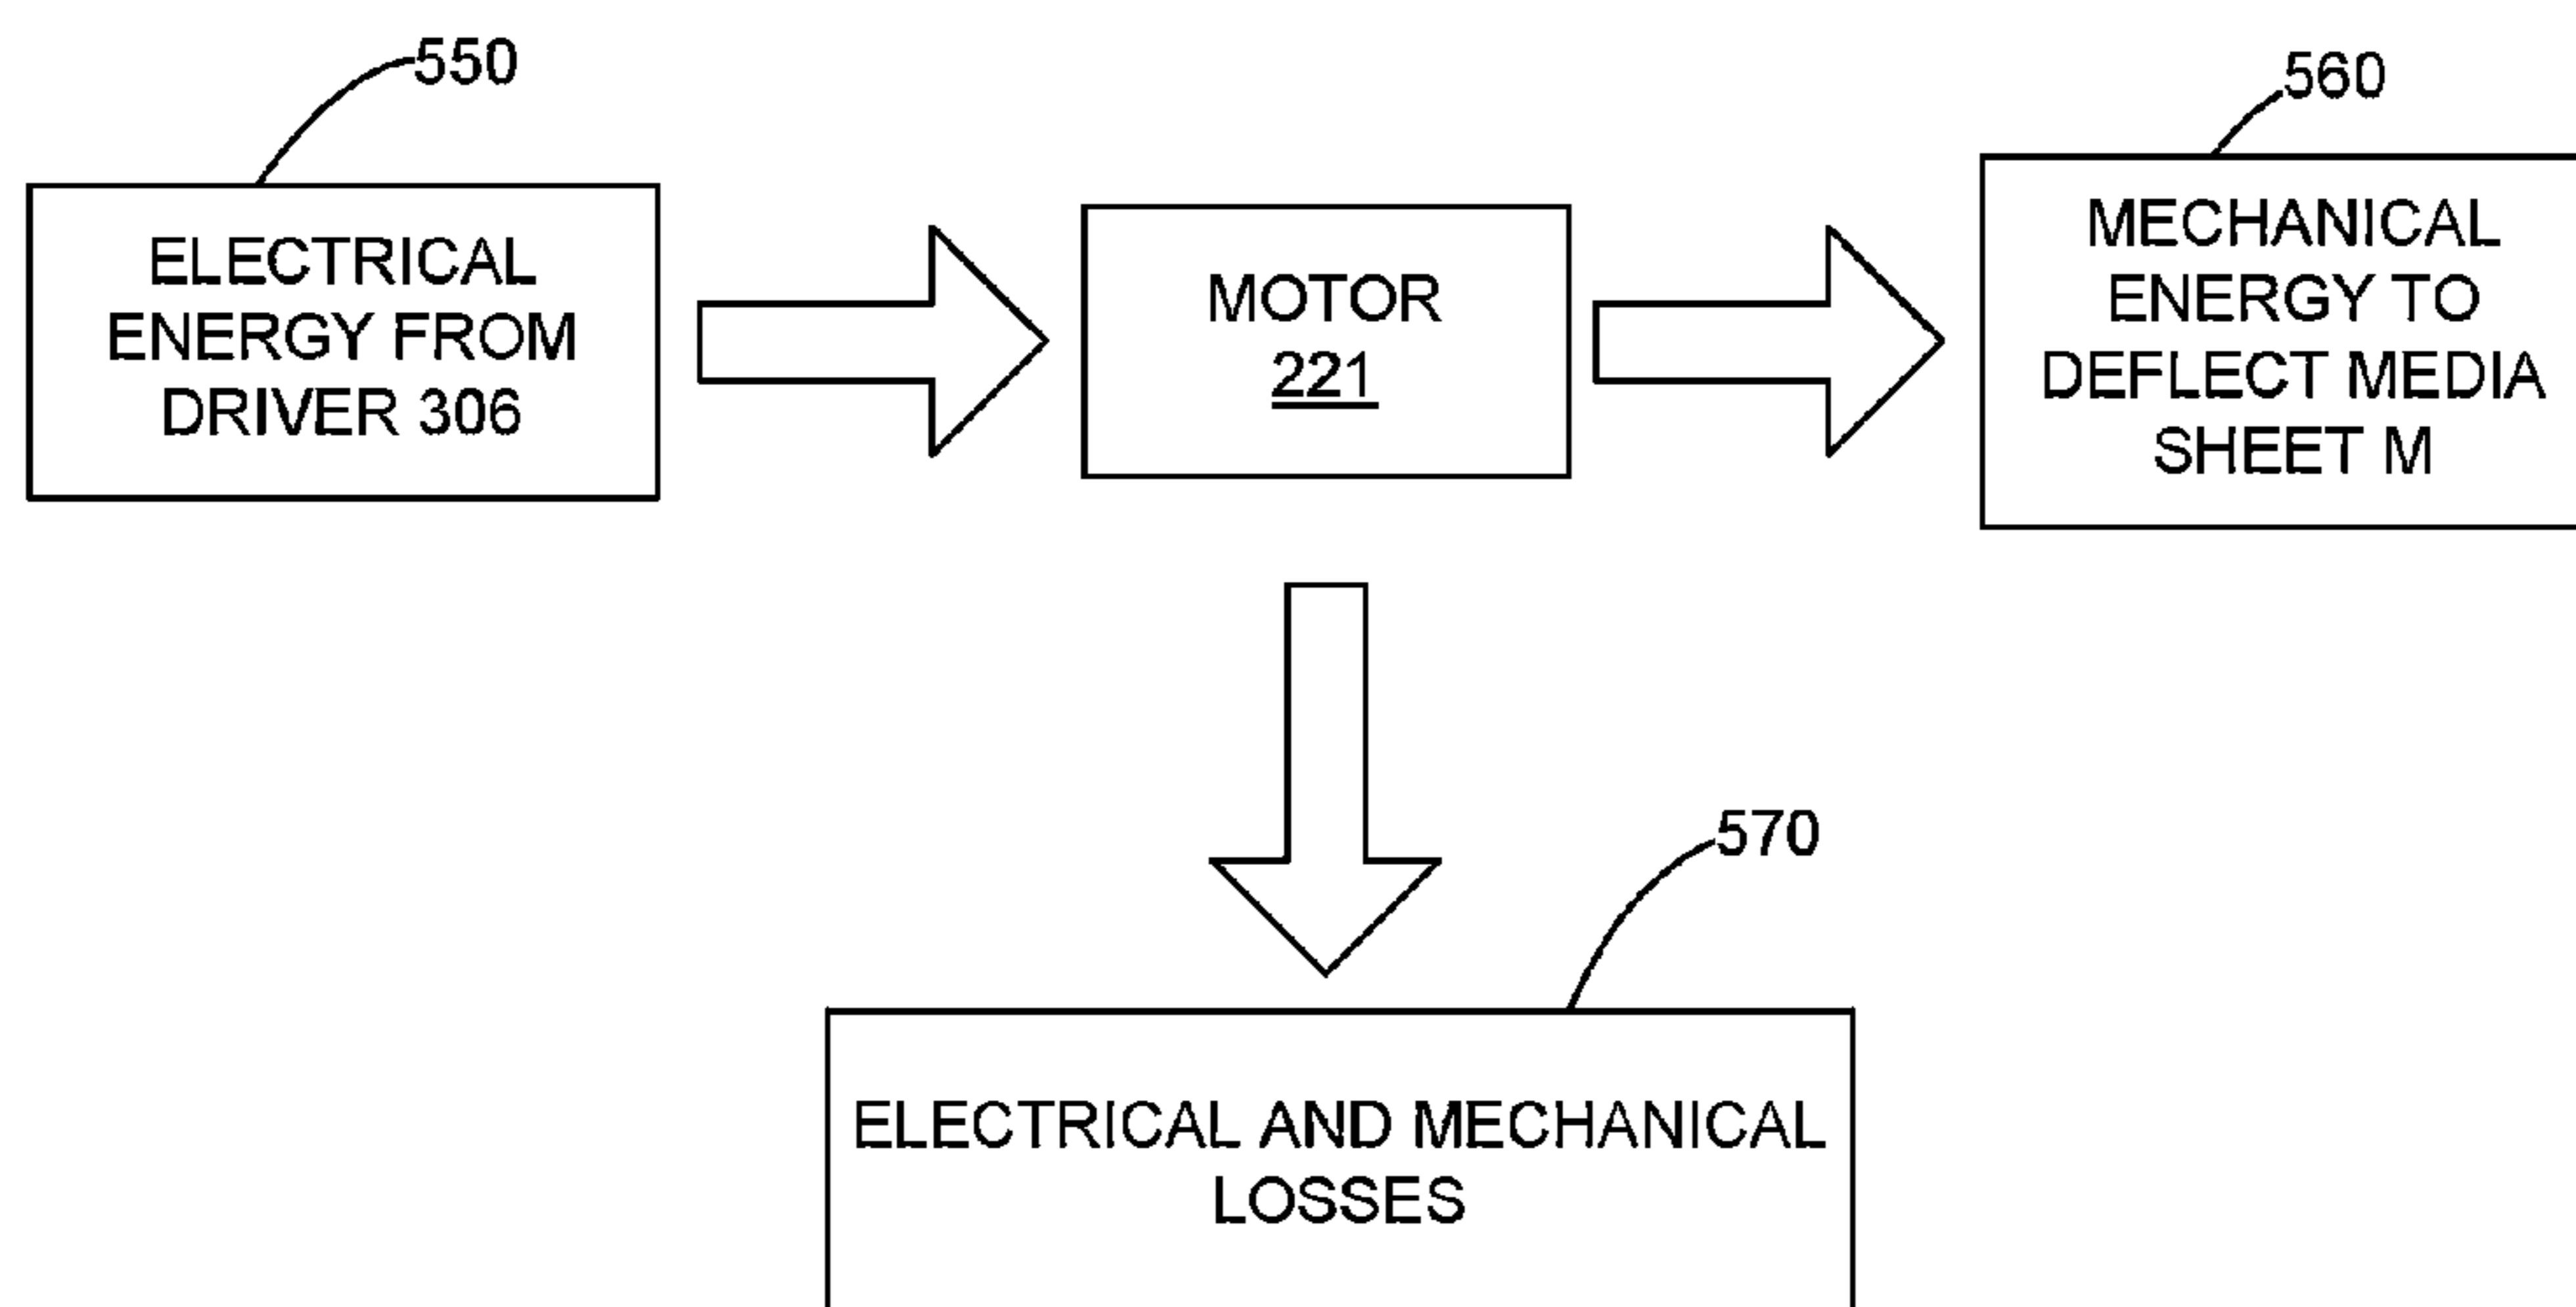 550
ELECTRICAL
ENERGY FROM
DRIVER 306
MOTOR
221
560
MECHANICAL
ENERGY TO
DEFLECT MEDIA
SHEET M
570
ELECTRICAL AND MECHANICAL
LOSSES